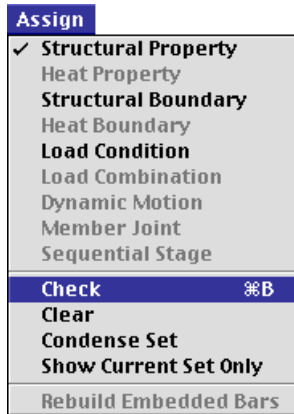 Assign
✓ Structural Property
Heat Property
Structural Boundary
Heat Boundary
Load Condition
Load Combination
Dynamic Motion
Member Joint
Sequential Stage
Check ⌘B
Clear
Condense Set
Show Current Set Only
Rebuild Embedded Bars